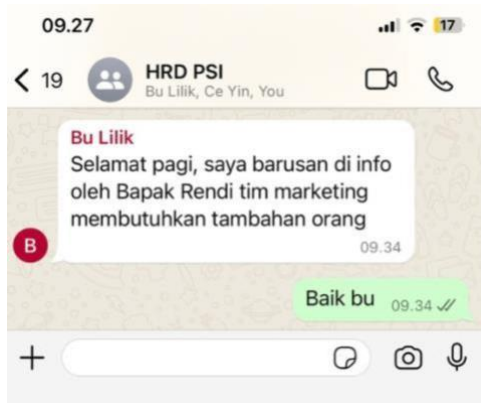 09.27
17
19
HRD PSI
Bu Lilik, Ce Yin, You
Bu Lilik
Selamat pagi, saya barusan di info
oleh Bapak Rendi tim marketing
membutuhkan tambahan orang
B
09.34
Baik bu 09.34